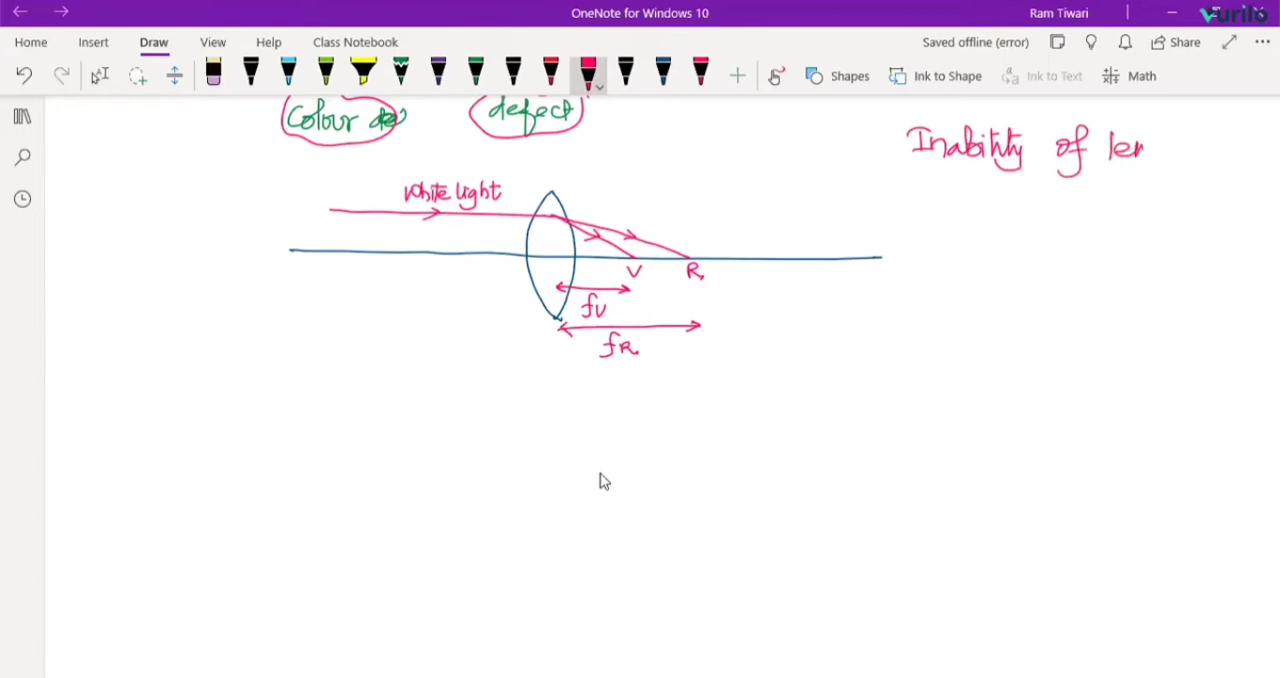 OneNote for Windows 10
Ram Tiwari
Vurilo
Home Insert Draw View Help Class Notebook
Saved offline (error)
Share
Shapes
Ink to Shape
Ink to Text
Math
Colour
defect
Inability of len
White light
V R
fv
fR